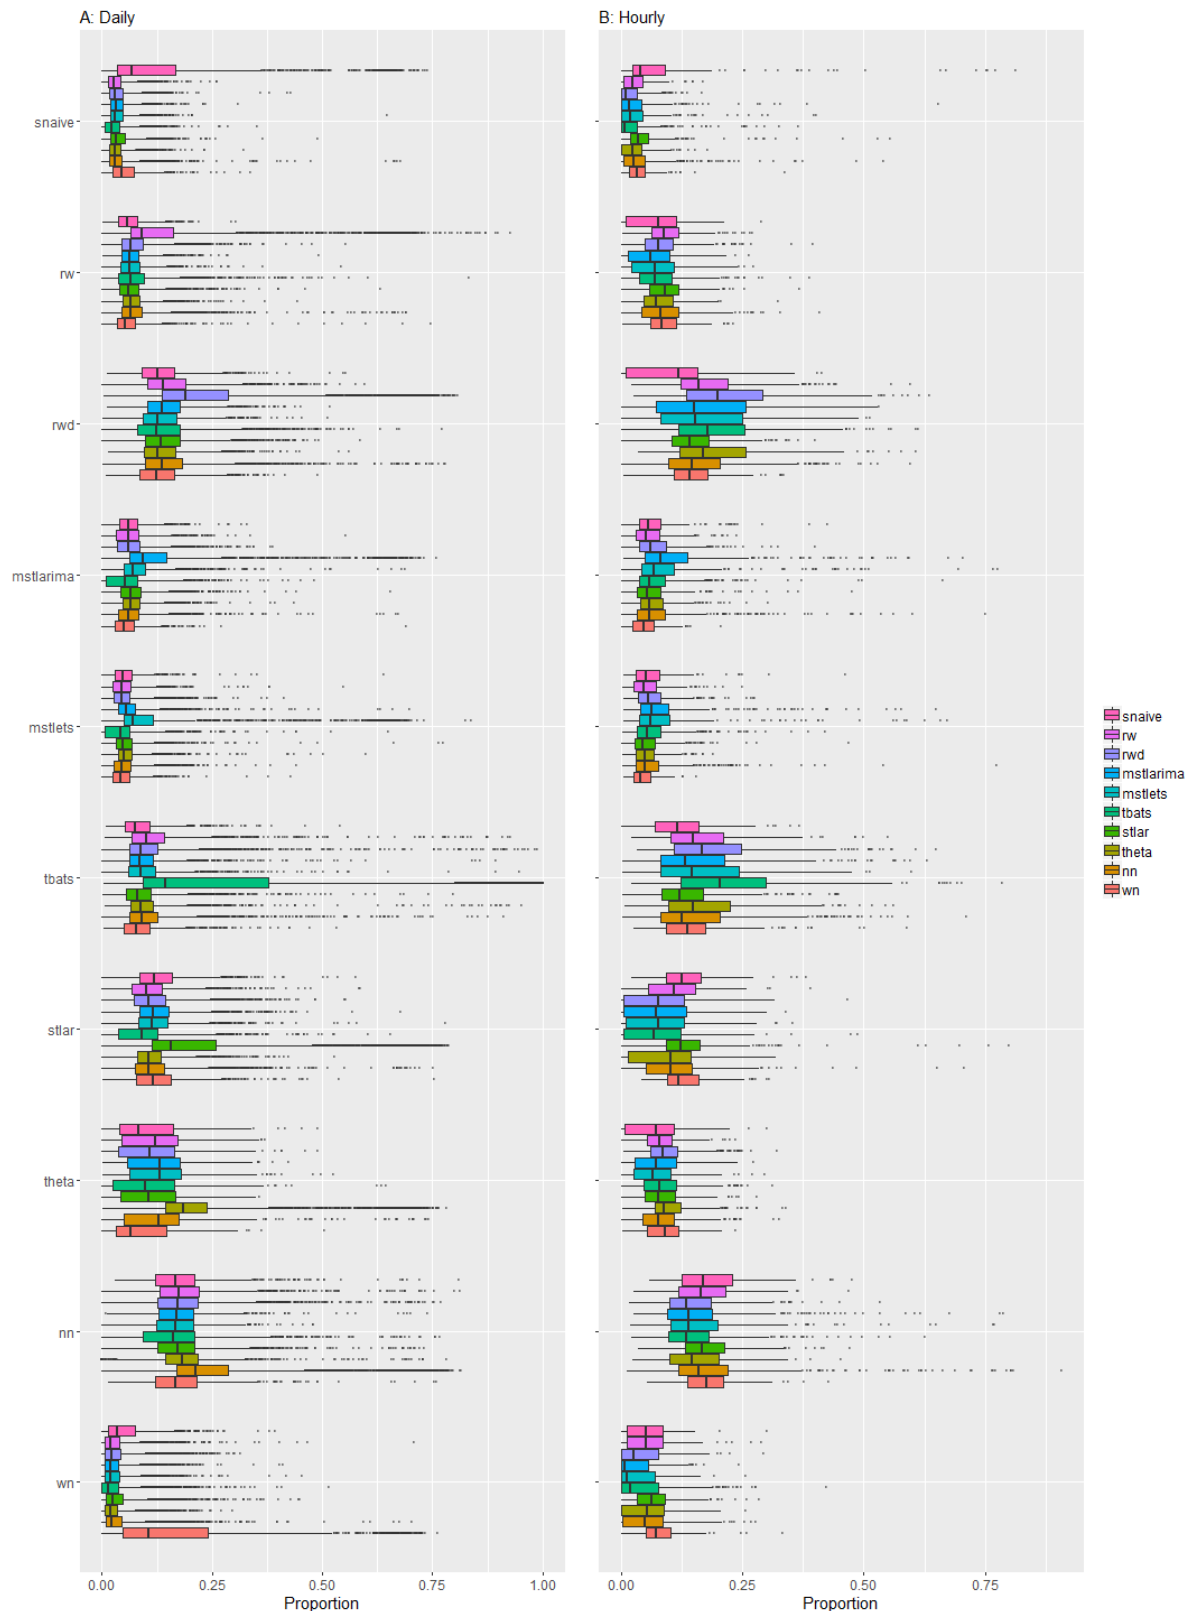 A: Daily
B: Hourly
snaive
rw
rwd
mstlarima
mstlets
tbats
stlar
theta
nn
wn
0.00 0.25 0.50 0.75 1.00
Proportion
0.00 0.25 0.50 0.75
Proportion
snaive
rw
rwd
mstlarima
mstlets
tbats
stlar
theta
nn
wn